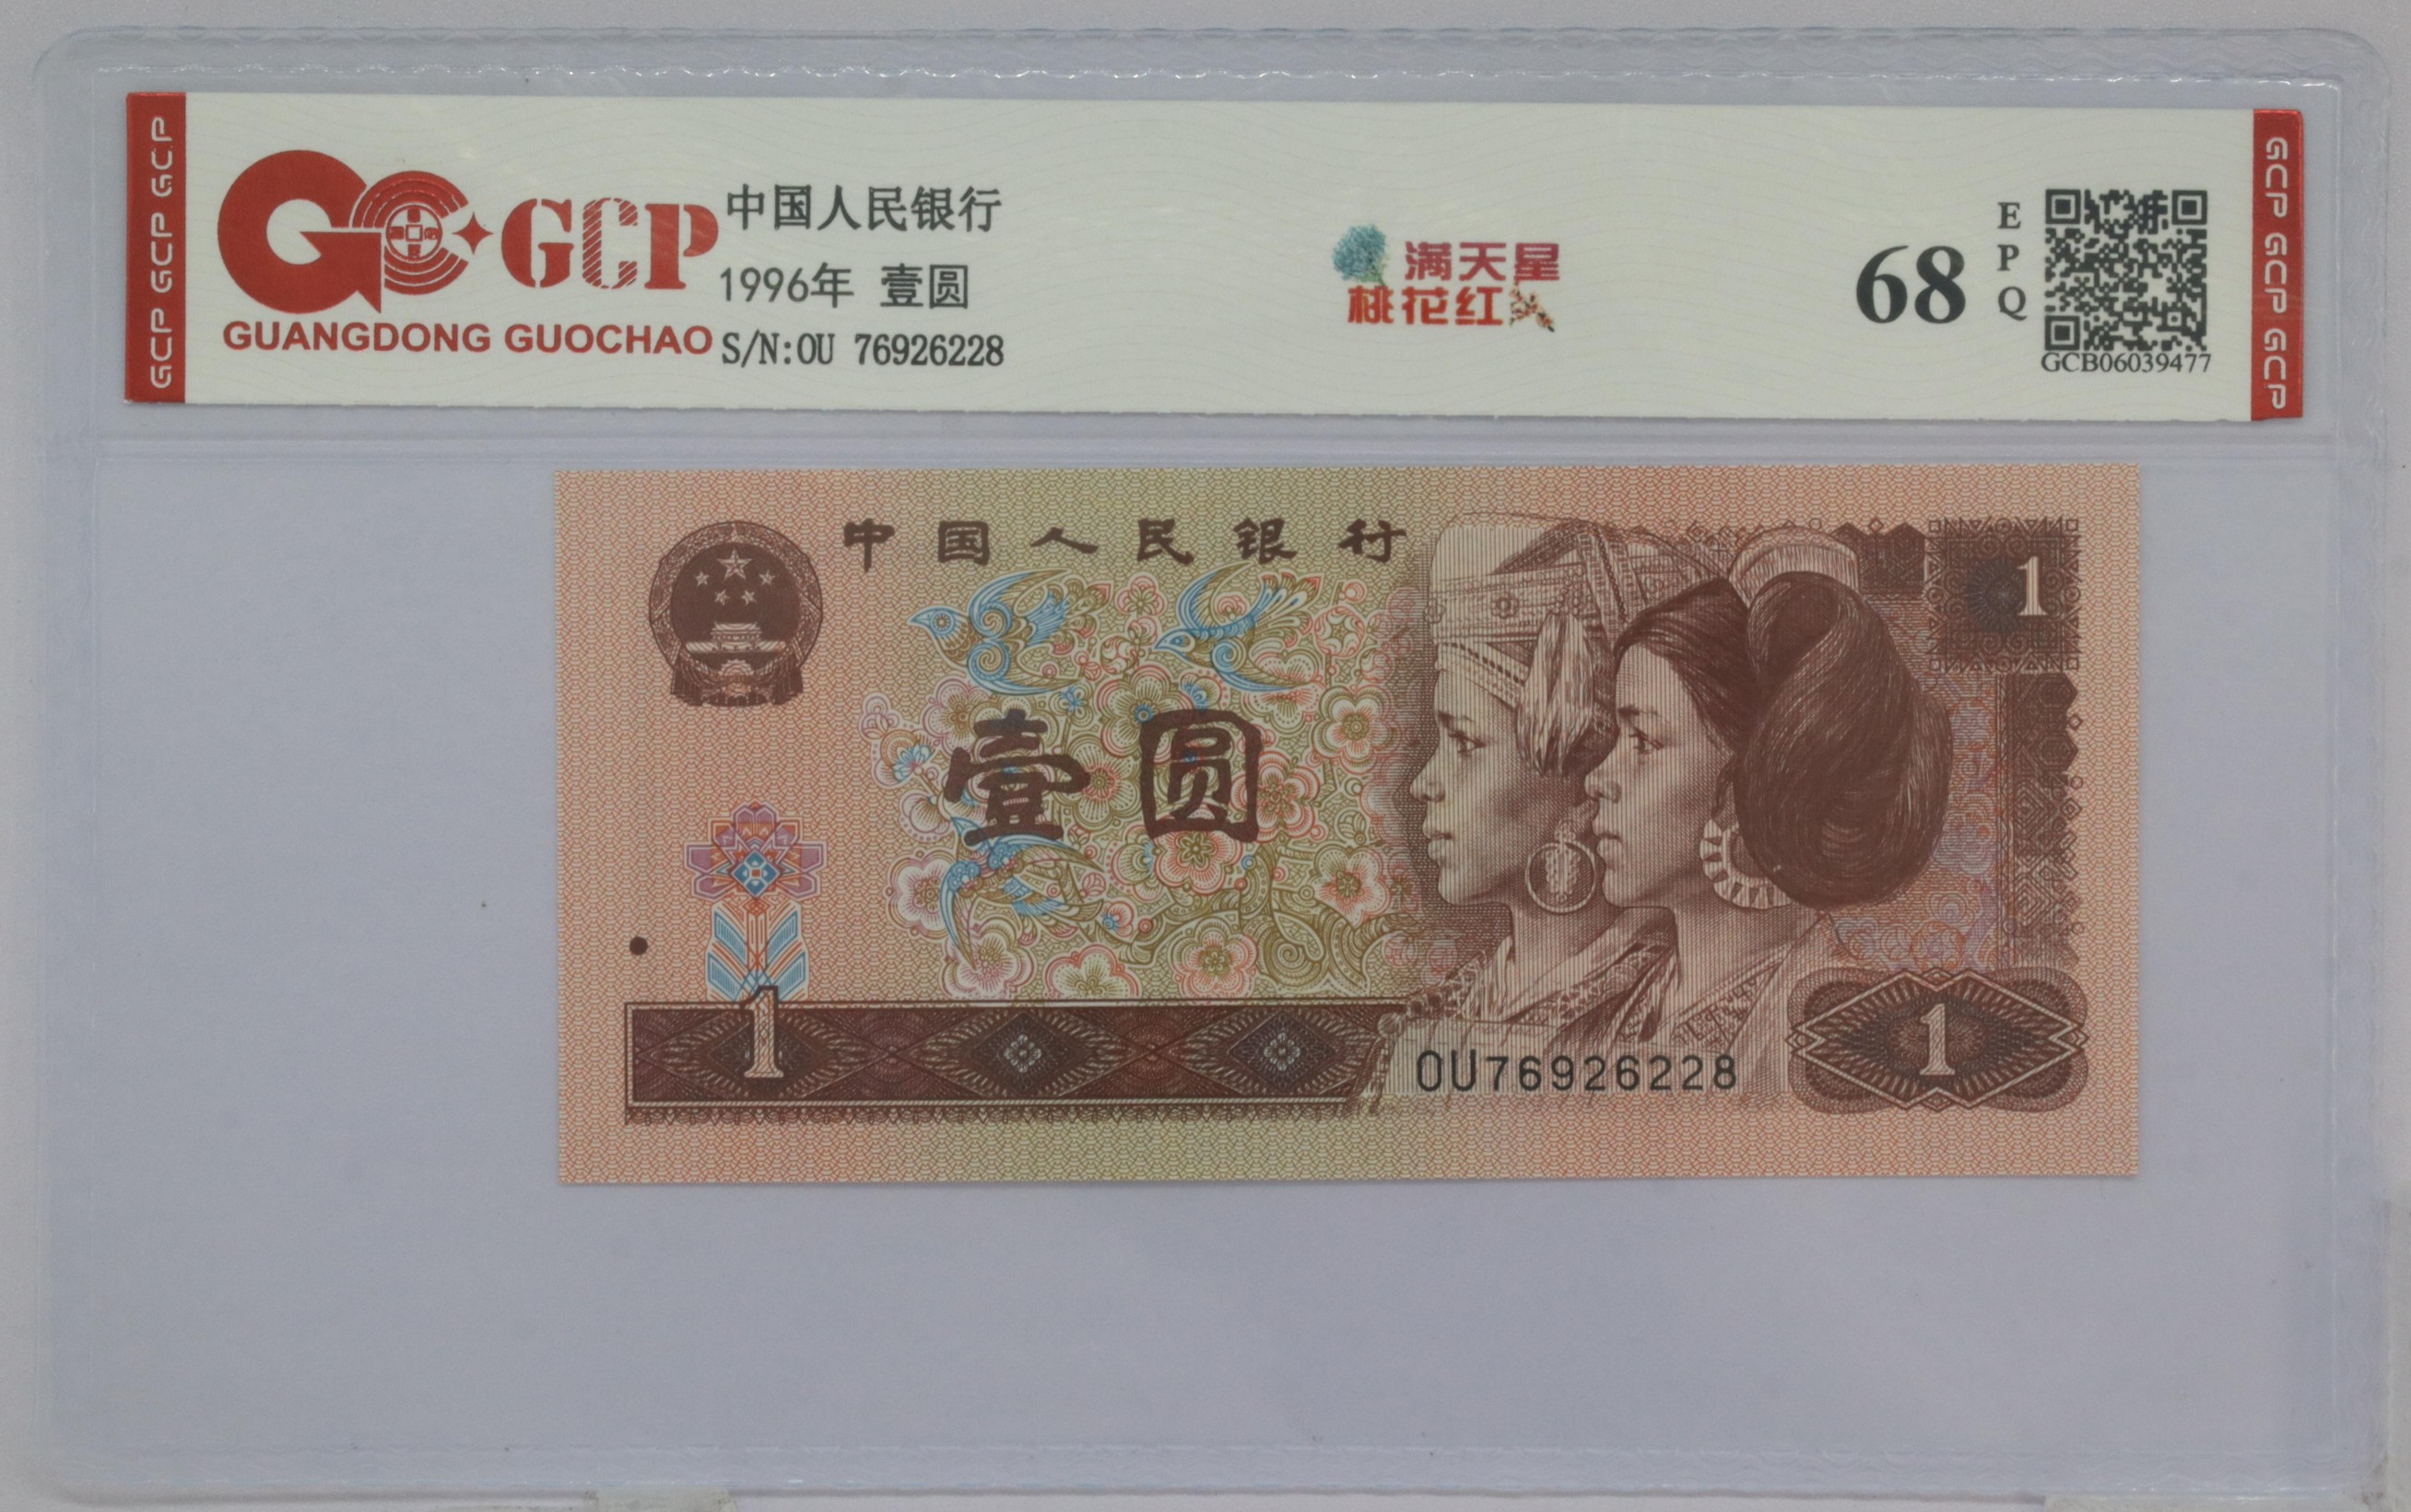 GCP GCP GCP
GCP
GUANGDONG GUOCHAO
中国人民银行
1996年 壹圆
S/N:OU 76926228
满天星
桃花红
68
EPQ
GCB06039477
GCP GCP GCP
中国人民银行
1
壹圆
1
OU76926228
1